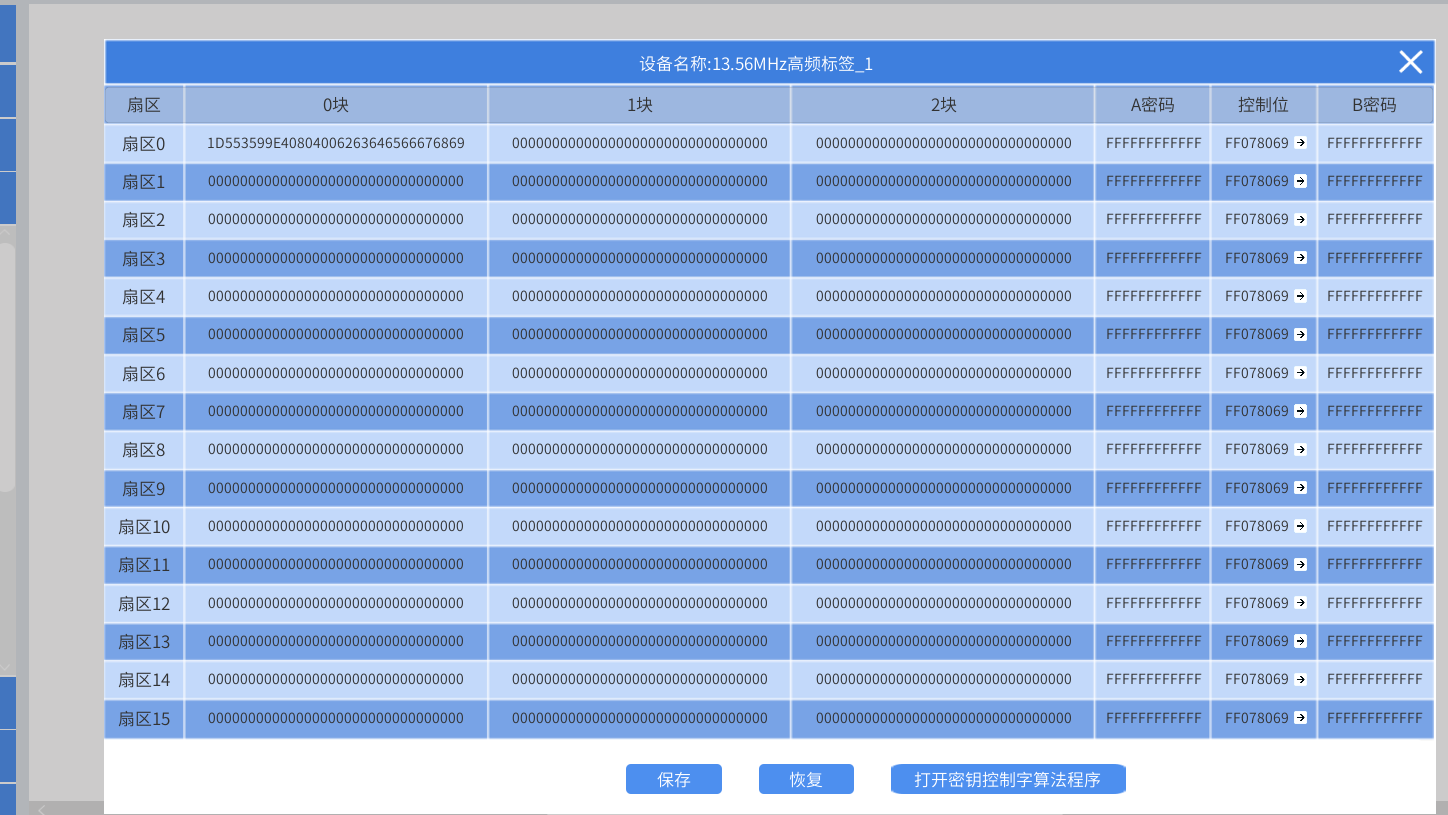 设备名称:13.56MHz高频标签_1
扇区 0块 1块 2块 A密码 控制位 B密码
扇区0 1D553599E40804006263646566676869 00000000000000000000000000000000 00000000000000000000000000000000 FFFFFFFFFFFF FF078069 FFFFFFFFFFFF
扇区1 00000000000000000000000000000000 00000000000000000000000000000000 00000000000000000000000000000000 FFFFFFFFFFFF FF078069 FFFFFFFFFFFF
扇区2 00000000000000000000000000000000 00000000000000000000000000000000 00000000000000000000000000000000 FFFFFFFFFFFF FF078069 FFFFFFFFFFFF
扇区3 00000000000000000000000000000000 00000000000000000000000000000000 00000000000000000000000000000000 FFFFFFFFFFFF FF078069 FFFFFFFFFFFF
扇区4 00000000000000000000000000000000 00000000000000000000000000000000 00000000000000000000000000000000 FFFFFFFFFFFF FF078069 FFFFFFFFFFFF
扇区5 00000000000000000000000000000000 00000000000000000000000000000000 00000000000000000000000000000000 FFFFFFFFFFFF FF078069 FFFFFFFFFFFF
扇区6 00000000000000000000000000000000 00000000000000000000000000000000 00000000000000000000000000000000 FFFFFFFFFFFF FF078069 FFFFFFFFFFFF
扇区7 00000000000000000000000000000000 00000000000000000000000000000000 00000000000000000000000000000000 FFFFFFFFFFFF FF078069 FFFFFFFFFFFF
扇区8 00000000000000000000000000000000 00000000000000000000000000000000 00000000000000000000000000000000 FFFFFFFFFFFF FF078069 FFFFFFFFFFFF
扇区9 00000000000000000000000000000000 00000000000000000000000000000000 00000000000000000000000000000000 FFFFFFFFFFFF FF078069 FFFFFFFFFFFF
扇区10 00000000000000000000000000000000 00000000000000000000000000000000 00000000000000000000000000000000 FFFFFFFFFFFF FF078069 FFFFFFFFFFFF
扇区11 00000000000000000000000000000000 00000000000000000000000000000000 00000000000000000000000000000000 FFFFFFFFFFFF FF078069 FFFFFFFFFFFF
扇区12 00000000000000000000000000000000 00000000000000000000000000000000 00000000000000000000000000000000 FFFFFFFFFFFF FF078069 FFFFFFFFFFFF
扇区13 00000000000000000000000000000000 00000000000000000000000000000000 00000000000000000000000000000000 FFFFFFFFFFFF FF078069 FFFFFFFFFFFF
扇区14 00000000000000000000000000000000 00000000000000000000000000000000 00000000000000000000000000000000 FFFFFFFFFFFF FF078069 FFFFFFFFFFFF
扇区15 00000000000000000000000000000000 00000000000000000000000000000000 00000000000000000000000000000000 FFFFFFFFFFFF FF078069 FFFFFFFFFFFF
保存 恢复 打开密钥控制字算法程序